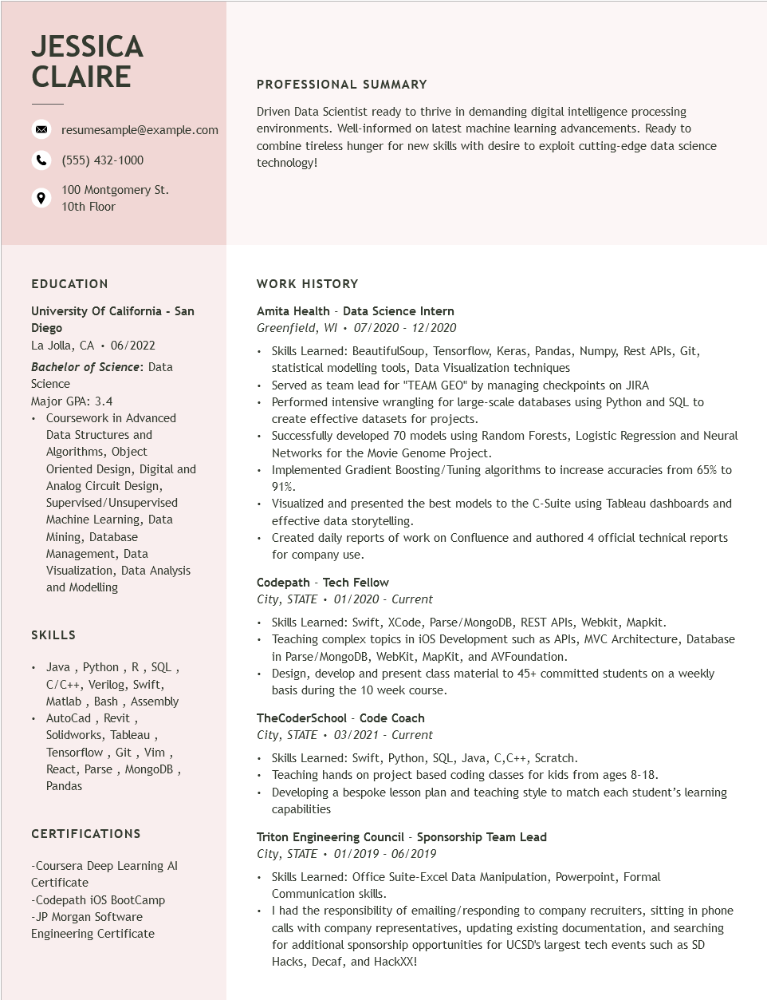 JESSICA
CLAIRE
resumesample@example.com
(555) 432-1000
100 Montgomery St.
10th Floor
PROFESSIONAL SUMMARY
Driven Data Scientist ready to thrive in demanding digital intelligence processing
environments. Well-informed on latest machine learning advancements. Ready to
combine tireless hunger for new skills with desire to exploit cutting-edge data science
technology!
EDUCATION
University Of California - San
Diego
La Jolla, CA • 06/2022
Bachelor of Science: Data
Science
Major GPA: 3.4
• Coursework in Advanced
Data Structures and
Algorithms, Object
Oriented Design, Digital and
Analog Circuit Design,
Supervised/Unsupervised
Machine Learning, Data
Mining, Database
Management, Data
Visualization, Data Analysis
and Modelling
SKILLS
• Java , Python , R , SQL ,
C/C++, Verilog, Swift,
Matlab , Bash , Assembly
• AutoCad , Revit ,
Solidworks, Tableau ,
Tensorflow , Git , Vim ,
React, Parse , MongoDB ,
Pandas
CERTIFICATIONS
-Coursera Deep Learning AI
Certificate
-Codepath iOS BootCamp
-JP Morgan Software
Engineering Certificate
WORK HISTORY
Amita Health - Data Science Intern
Greenfield, WI • 07/2020 - 12/2020
• Skills Learned: BeautifulSoup, Tensorflow, Keras, Pandas, Numpy, Rest APIs, Git,
statistical modelling tools, Data Visualization techniques
• Served as team lead for "TEAM GEO" by managing checkpoints on JIRA
• Performed intensive wrangling for large-scale databases using Python and SQL to
create effective datasets for projects.
• Successfully developed 70 models using Random Forests, Logistic Regression and Neural
Networks for the Movie Genome Project.
• Implemented Gradient Boosting/Tuning algorithms to increase accuracies from 65% to
91%.
• Visualized and presented the best models to the C-Suite using Tableau dashboards and
effective data storytelling.
• Created daily reports of work on Confluence and authored 4 official technical reports
for company use.
Codepath - Tech Fellow
City, STATE • 01/2020 - Current
• Skills Learned: Swift, XCode, Parse/MongoDB, REST APIs, Webkit, Mapkit.
• Teaching complex topics in iOS Development such as APIs, MVC Architecture, Database
in Parse/MongoDB, WebKit, MapKit, and AVFoundation.
• Design, develop and present class material to 45+ committed students on a weekly
basis during the 10 week course.
TheCoderSchool - Code Coach
City, STATE • 03/2021 - Current
• Skills Learned: Swift, Python, SQL, Java, C,C++, Scratch.
• Teaching hands on project based coding classes for kids from ages 8-18.
• Developing a bespoke lesson plan and teaching style to match each student’s learning
capabilities
Triton Engineering Council - Sponsorship Team Lead
City, STATE • 01/2019 - 06/2019
• Skills Learned: Office Suite-Excel Data Manipulation, Powerpoint, Formal
Communication skills.
• I had the responsibility of emailing/responding to company recruiters, sitting in phone
calls with company representatives, updating existing documentation, and searching
for additional sponsorship opportunities for UCSD's largest tech events such as SD
Hacks, Decaf, and HackXX!